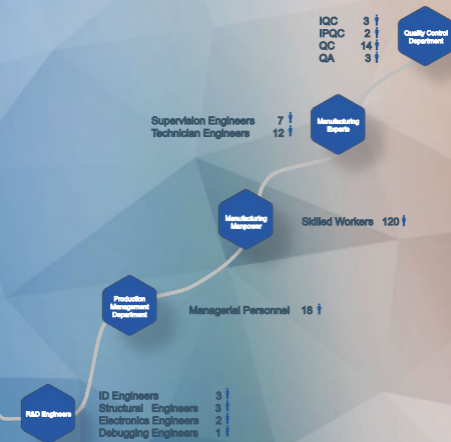 IQC 3
IPQC 2
QC 14
QA 3
Quality Control
Department
Supervision Engineers 7
Technician Engineers 12
Manufacturing
Experts
Manufacturing
Manpower
Skilled Workers 120
Production
Management
Department
Managerial Personnel 18
R&D Engineers
ID Engineers 3
Structural Engineers 3
Electronics Engineers 2
Debugging Engineers 1